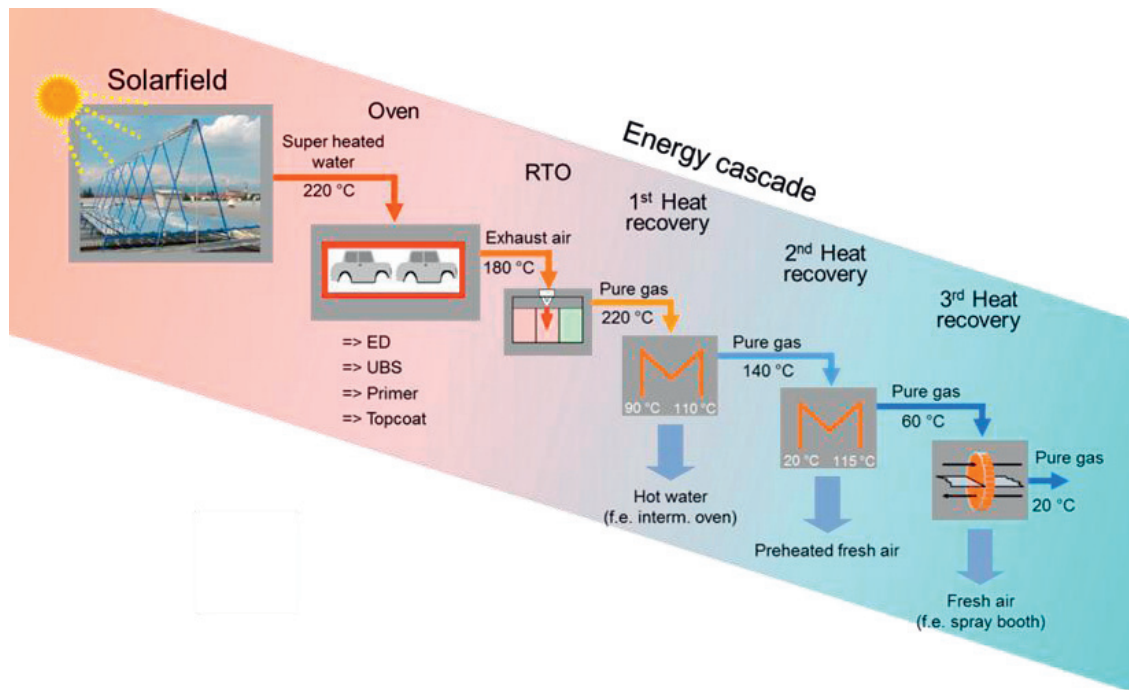 Solarfield
Super heated
water
220 °C
Oven
Exhaust air
180 °C
=> ED
=> UBS
=> Primer
=> Topcoat
RTO
Pure gas
220 °C
Energy cascade
1st Heat
recovery
90 °C 110 °C
Hot water
(f.e. interm. oven)
Pure gas
140 °C
2nd Heat
recovery
20 °C 115 °C
Preheated fresh air
Pure gas
60 °C
3rd Heat
recovery
Pure gas
20 °C
Fresh air
(f.e. spray booth)